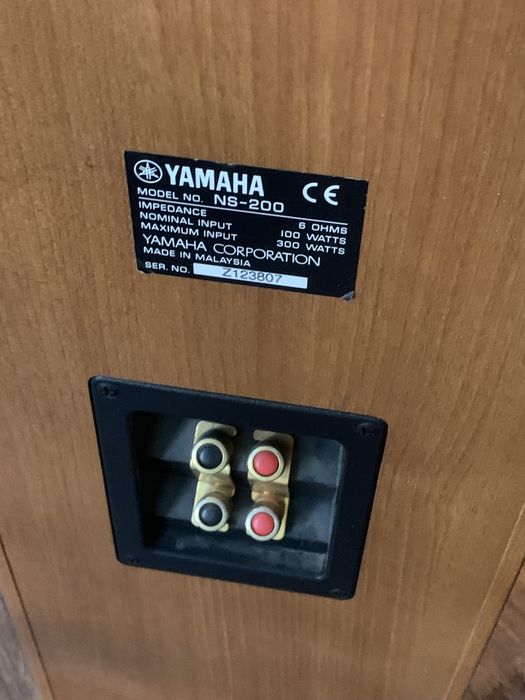 YAMAHA CE
MODEL NO. NS-200
IMPEDANCE 6 OHMS
NOMINAL INPUT 100 WATTS
MAXIMUM INPUT 300 WATTS
YAMAHA CORPORATION
MADE IN MALAYSIA
SER. NO. Z123807